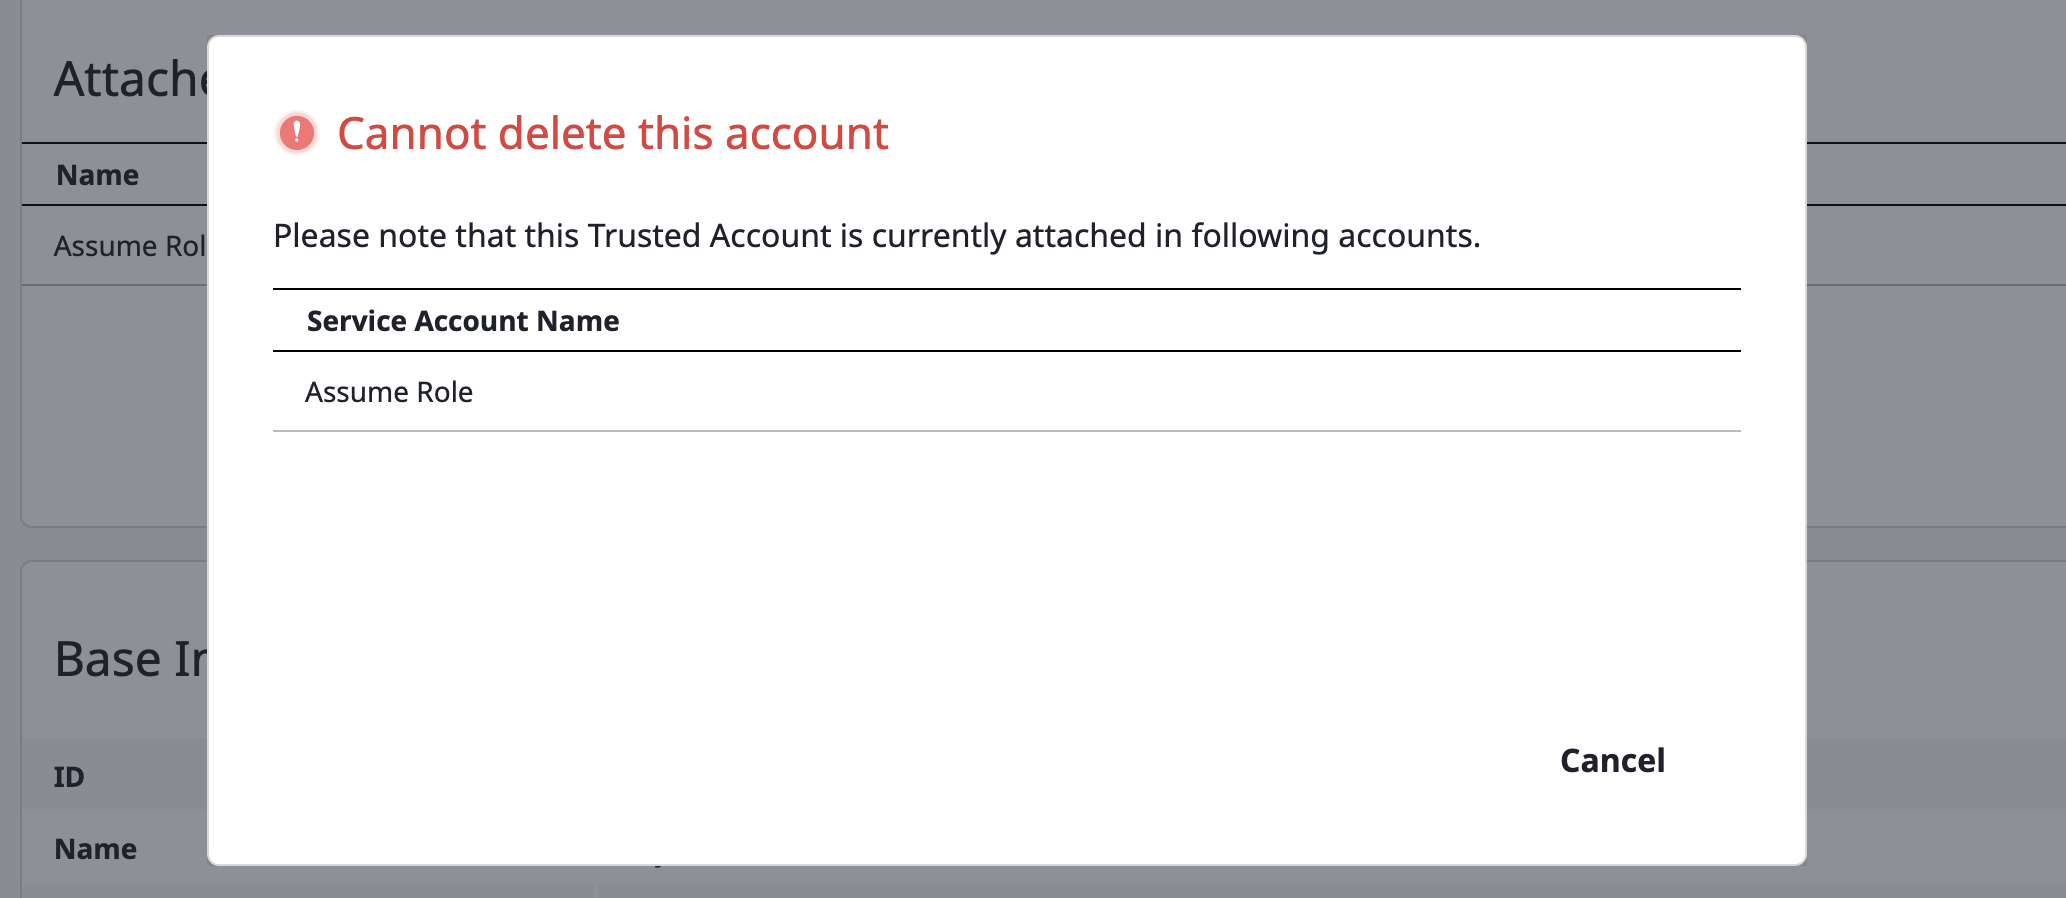 Attache
Cannot delete this account
Name
Please note that this Trusted Account is currently attached in following accounts.
Assume Rol
Service Account Name
Assume Role
Base In
ID
Cancel
Name